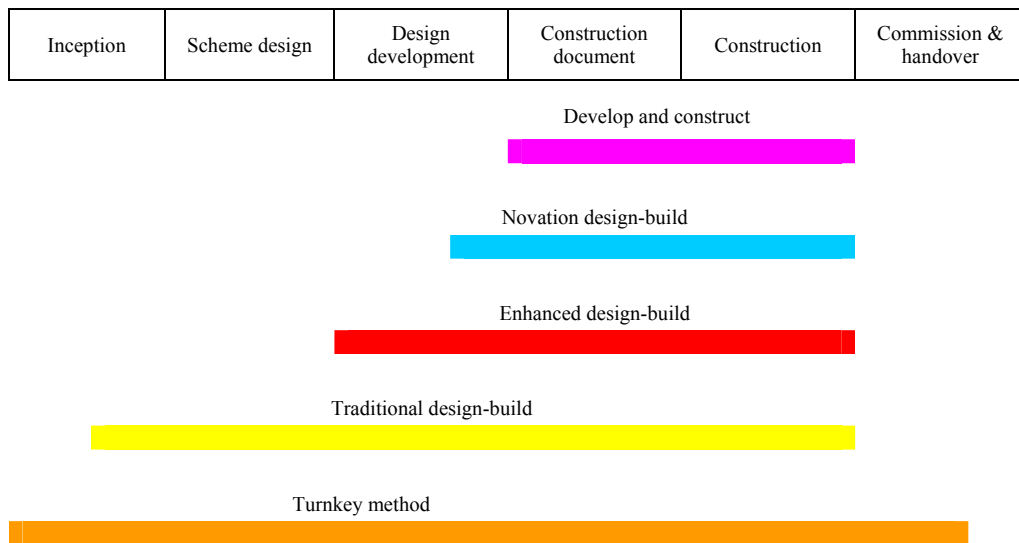 Inception
Scheme design
Design
development
Construction
document
Construction
Commission &
handover
Develop and construct
Novation design-build
Enhanced design-build
Traditional design-build
Turnkey method